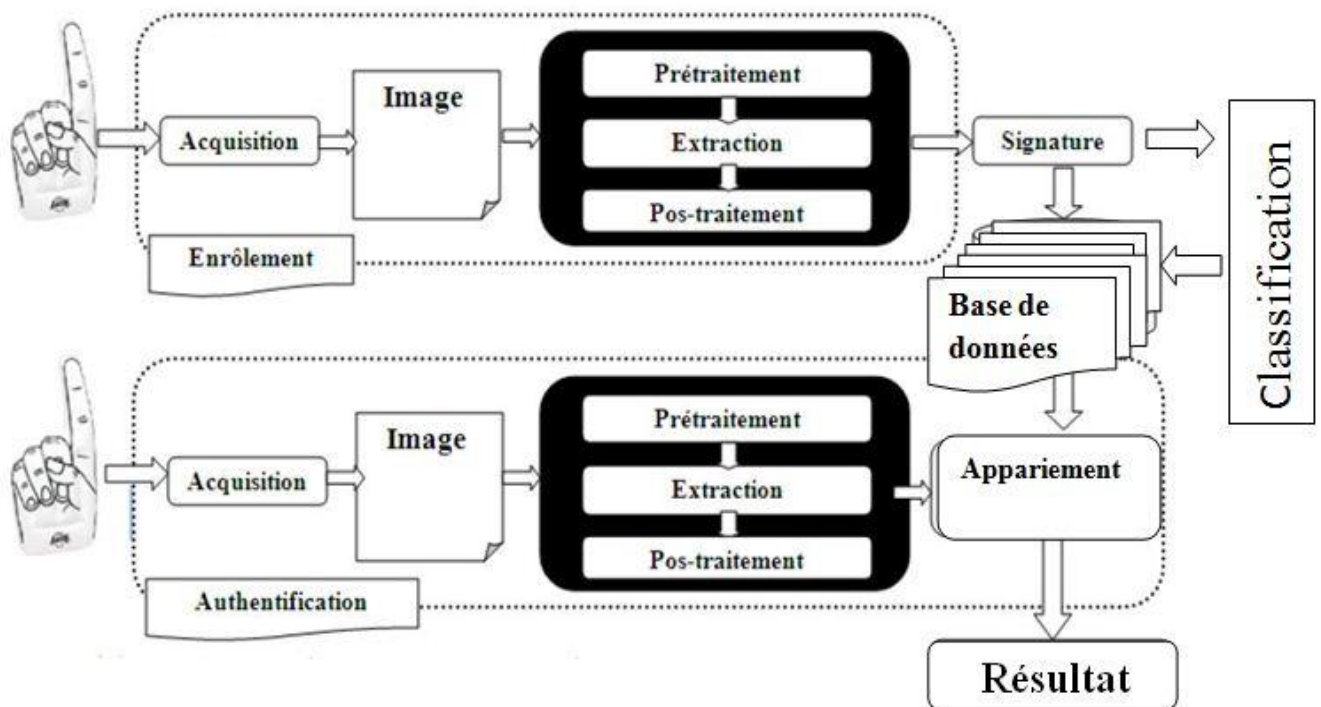 Prétraitement
Image
Acquisition
Extraction
Signature
Pos-traitement
Enrôlement
Classification
Base de
données
Prétraitement
Image
Acquisition
Extraction
Appariement
Pos-traitement
Authentification
Résultat